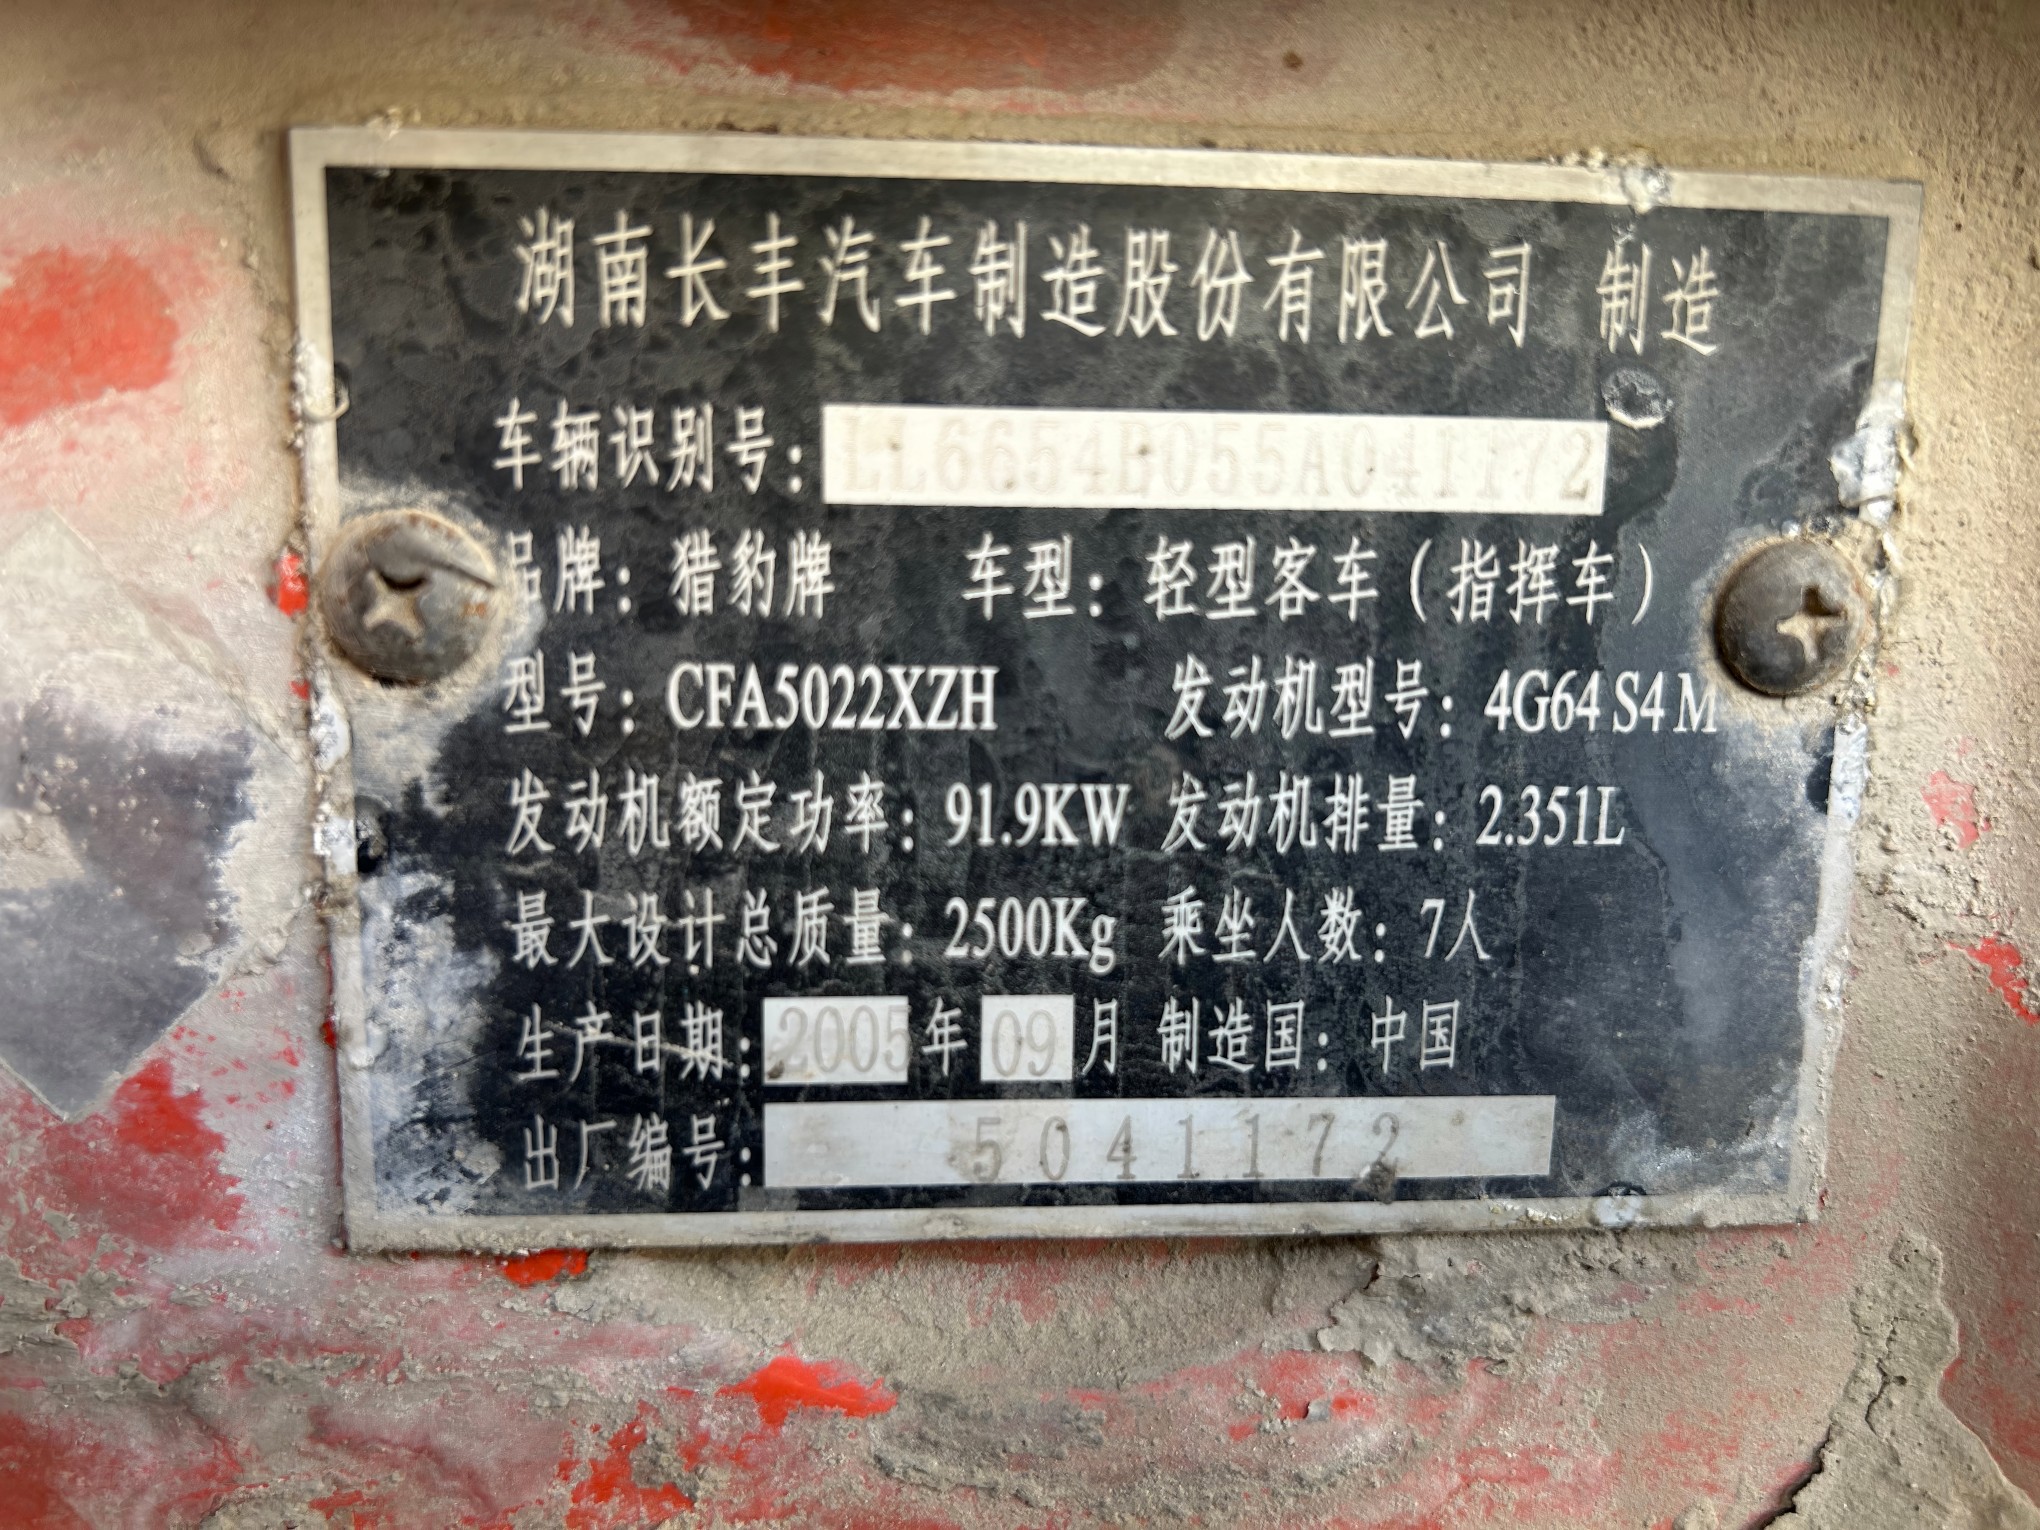 湖南长丰汽车制造股份有限公司 制造
车辆识别号：LL6654B055A041172
品牌：猎豹牌 车型：轻型客车（指挥车）
型号：CFA5022XZH 发动机型号：4G64 S4M
发动机额定功率：91.9KW 发动机排量：2.351L
最大设计总质量：2500Kg 乘坐人数：7人
生产日期：2005年09月 制造国：中国
出厂编号：5041172